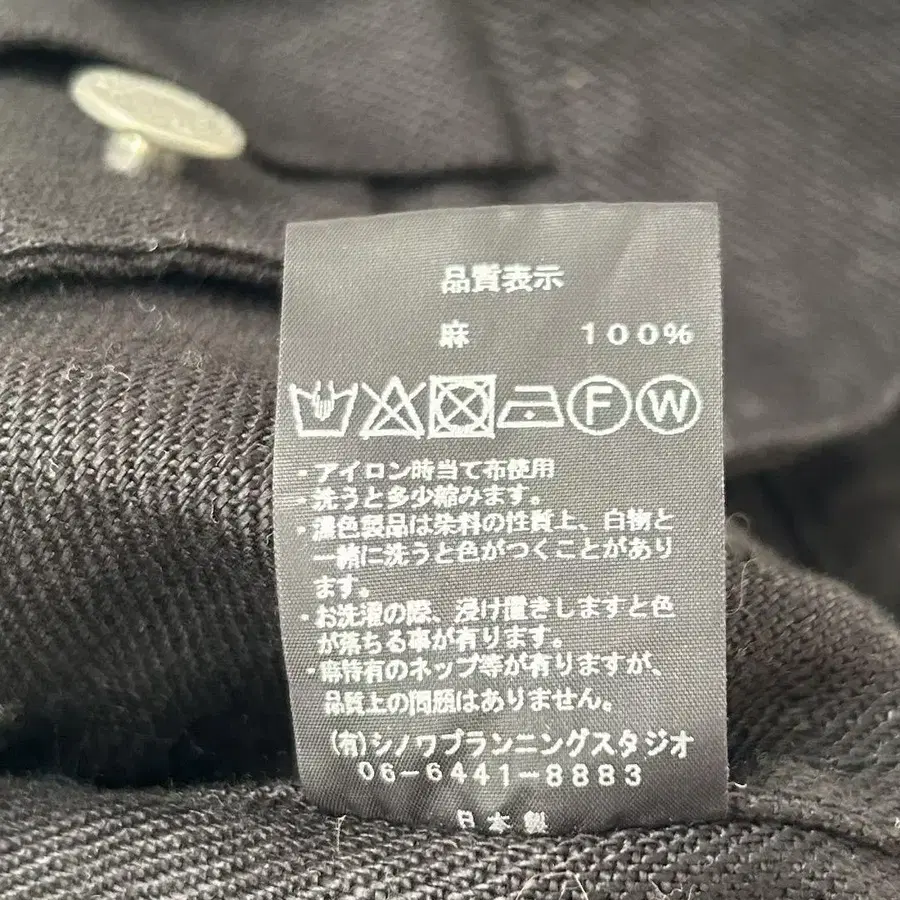 品質表示
麻 100%
F W
・アイロン時当て布使用
・洗うと多少縮みます。
・濃色製品は染料の性質上、白物と
一緒に洗うと色がつくことがあり
ます。
・お洗濯の際、浸け置きしますと色
が落ちる事が有ります。
・麻特有のネップ等が有りますが、
品質上の問題はありません。
(有)シノワプランニングスタジオ
06-6441-8883
日本製